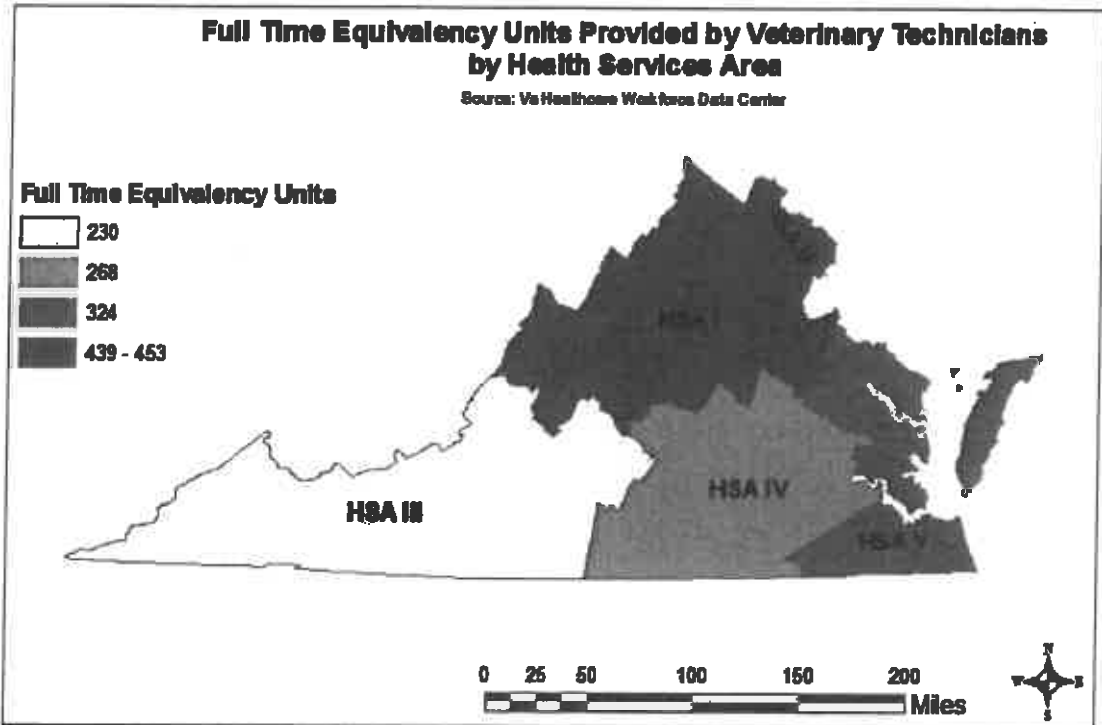 Full Time Equivalency Units Provided by Veterinary Technicians
by Health Services Area
Source: Va Healthcare Work force Data Center
Full Time Equivalency Units
230
268
324
439 - 453
HSA I
HSA IV
HSA III
HSA V
0 25 50 100 150 200
Miles
N
W E
S